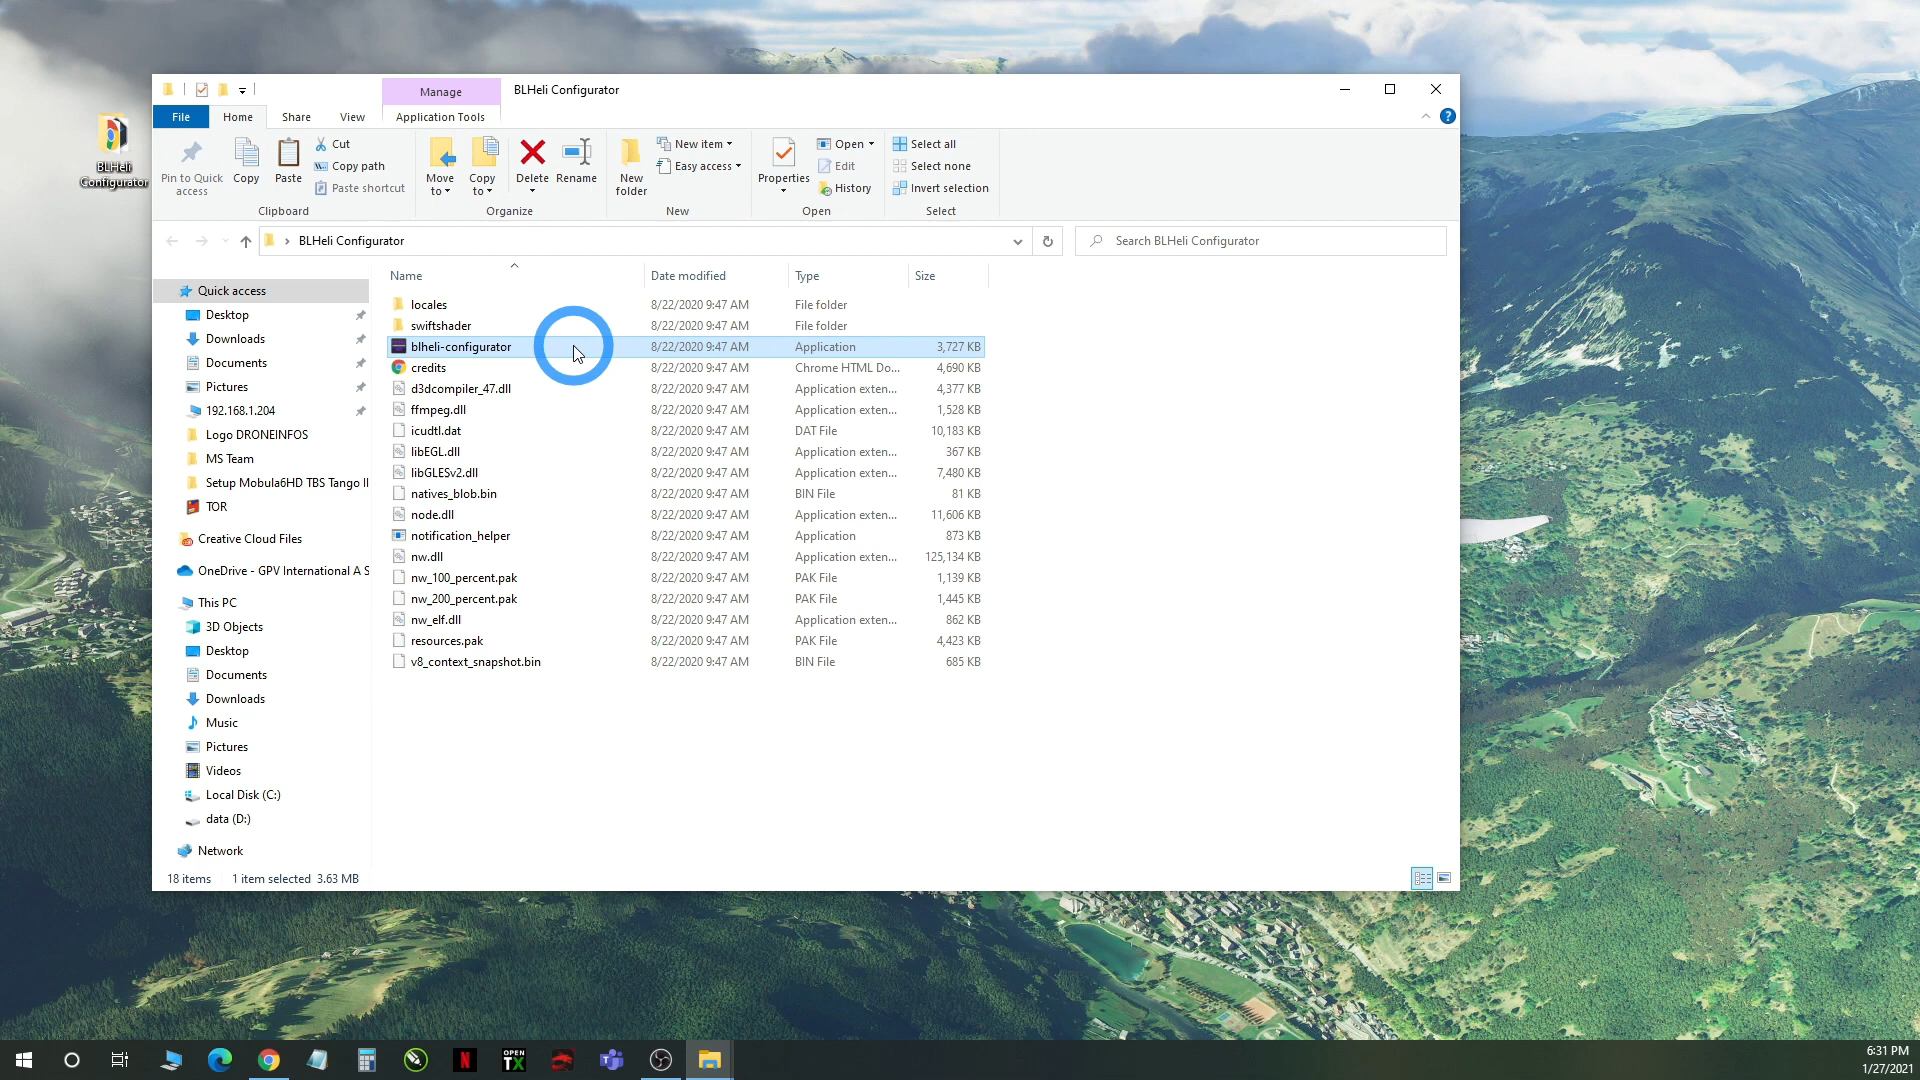 BLHeli
Configurator
Manage
BLHeli Configurator
File
Home
Share
View
Application Tools
Pin to Quick
access
Copy
Paste
Cut
Copy path
Paste shortcut
Clipboard
Move
to
Copy
to
Delete
Rename
Organize
New
folder
New item
Easy access
New
Properties
Open
Edit
History
Open
Select all
Select none
Invert selection
Select
BLHeli Configurator
Search BLHeli Configurator
Quick access
Desktop
Downloads
Documents
Pictures
192.168.1.204
Logo DRONEINFOS
MS Team
Setup Mobula6HD TBS Tango II
TOR
Creative Cloud Files
OneDrive - GPV International A S
This PC
3D Objects
Desktop
Documents
Downloads
Music
Pictures
Videos
Local Disk (C:)
data (D:)
Network
Name Date modified Type Size
locales 8/22/2020 9:47 AM File folder
swiftshader 8/22/2020 9:47 AM File folder
blheli-configurator 8/22/2020 9:47 AM Application 3,727 KB
credits 8/22/2020 9:47 AM Chrome HTML Do... 4,690 KB
d3dcompiler_47.dll 8/22/2020 9:47 AM Application exten... 4,377 KB
ffmpeg.dll 8/22/2020 9:47 AM Application exten... 1,528 KB
icudtl.dat 8/22/2020 9:47 AM DAT File 10,183 KB
libEGL.dll 8/22/2020 9:47 AM Application exten... 367 KB
libGLESv2.dll 8/22/2020 9:47 AM Application exten... 7,480 KB
natives_blob.bin 8/22/2020 9:47 AM BIN File 81 KB
node.dll 8/22/2020 9:47 AM Application exten... 11,606 KB
notification_helper 8/22/2020 9:47 AM Application 873 KB
nw.dll 8/22/2020 9:47 AM Application exten... 125,134 KB
nw_100_percent.pak 8/22/2020 9:47 AM PAK File 1,139 KB
nw_200_percent.pak 8/22/2020 9:47 AM PAK File 1,445 KB
nw_elf.dll 8/22/2020 9:47 AM Application exten... 862 KB
resources.pak 8/22/2020 9:47 AM PAK File 4,423 KB
v8_context_snapshot.bin 8/22/2020 9:47 AM BIN File 685 KB
18 items 1 item selected 3.63 MB
N
OPEN
TX
6:31 PM
1/27/2021